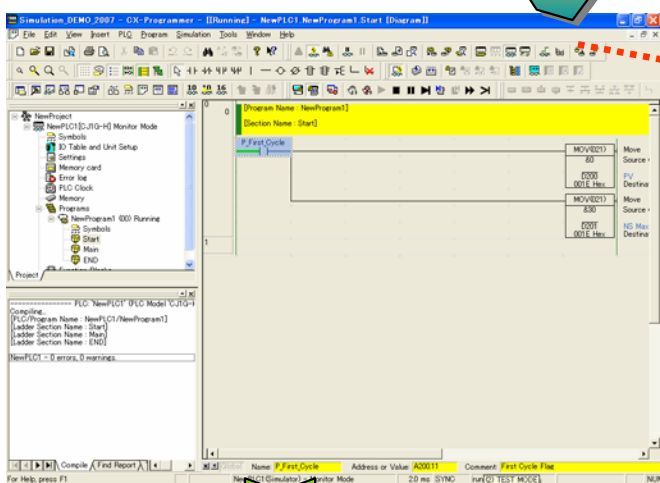 Simulation_DEMO_2007 - CX-Programmer - [[Running] - NewPLC1.NewProgram1.Start [Diagram]]
File Edit View Insert PLC Program Simulation Tools Window Help
NewProject
NewPLC1[CJ1G-H] Monitor Mode
Symbols
IO Table and Unit Setup
Settings
Memory card
Error log
PLC Clock
Memory
Programs
NewProgram1 (00) Running
Symbols
Start
Main
END
Project
0
0
[Program Name : NewProgram1]
[Section Name : Start]
P_First_Cycle
MOV(021)
Move
Source
D200
001E Hex
PV
Destina
MOV(021)
Move
Source
D201
001E Hex
NS Max
Destina
1
PLC: 'NewPLC1' (PLC Model 'CJ1G-H
Compiling...
[PLC/Program Name : NewPLC1/NewProgram1]
[Ladder Section Name : Start]
[Ladder Section Name : Main]
[Ladder Section Name : END]
NewPLC1 - 0 errors, 0 warnings.
Compile
Find Report
Global
Name: P_First_Cycle
Address or Value: A200.11
Comment: First Cycle Flag
For Help, press F1
NewPLC1(Simulator) - Monitor Mode
2.0 ms
SYNC
NUM